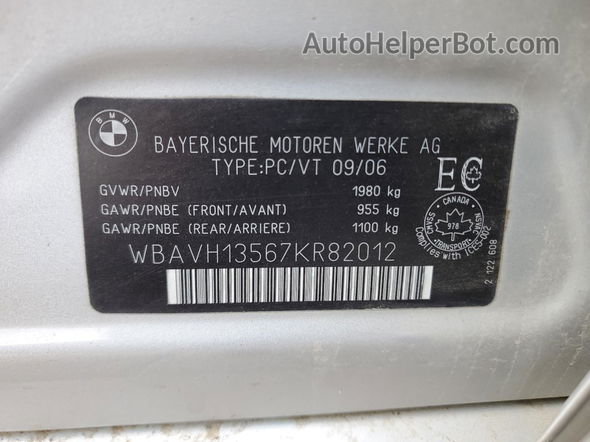 AutoHelperBot.com
BMW
BAYERISCHE MOTOREN WERKE AG
TYPE:PC/VT 09/06
EC
GVWR/PNBV 1980 kg
GAWR/PNBE (FRONT/AVANT) 955 kg
GAWR/PNBE (REAR/ARRIERE) 1100 kg
CANADA
978
TRANSPORT
CMVSS NSVAC
Complies with ICES-002
WBAVH13567KR82012
2 122 608